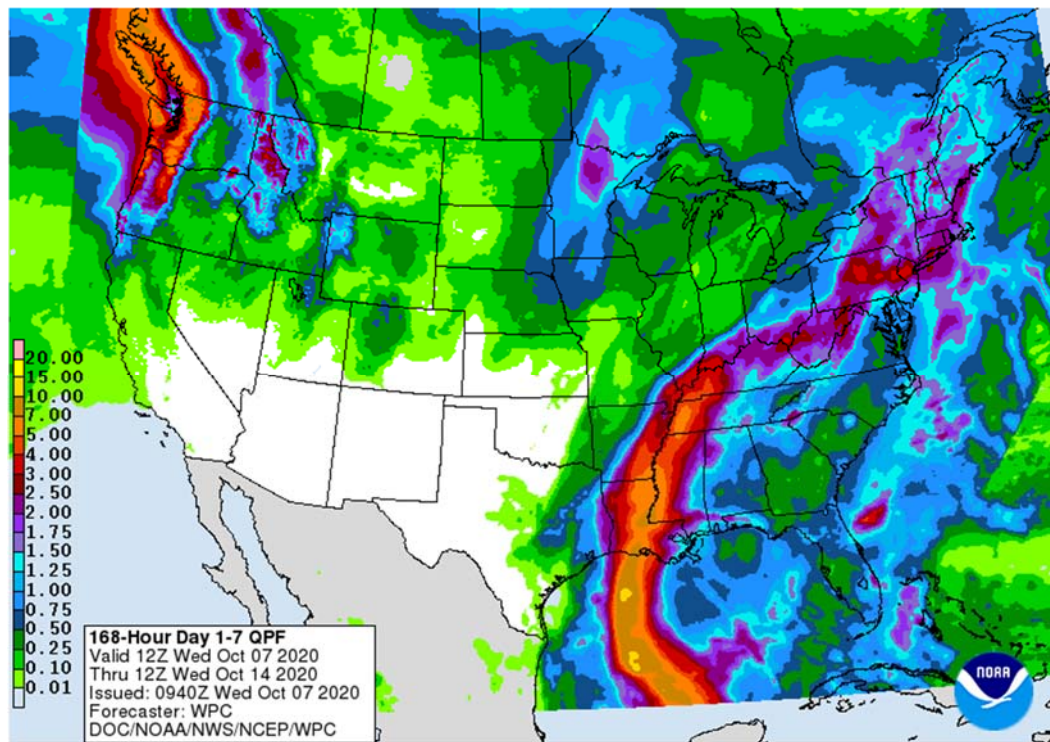 20.00
15.00
10.00
7.00
5.00
4.00
3.00
2.50
2.00
1.75
1.50
1.25
1.00
0.75
0.50
0.25
0.10
0.01
168-Hour Day 1-7 QPF
Valid 12Z Wed Oct 07 2020
Thru 12Z Wed Oct 14 2020
Issued: 0940Z Wed Oct 07 2020
Forecaster: WPC
DOC/NOAA/NWS/NCEP/WPC
NOAA